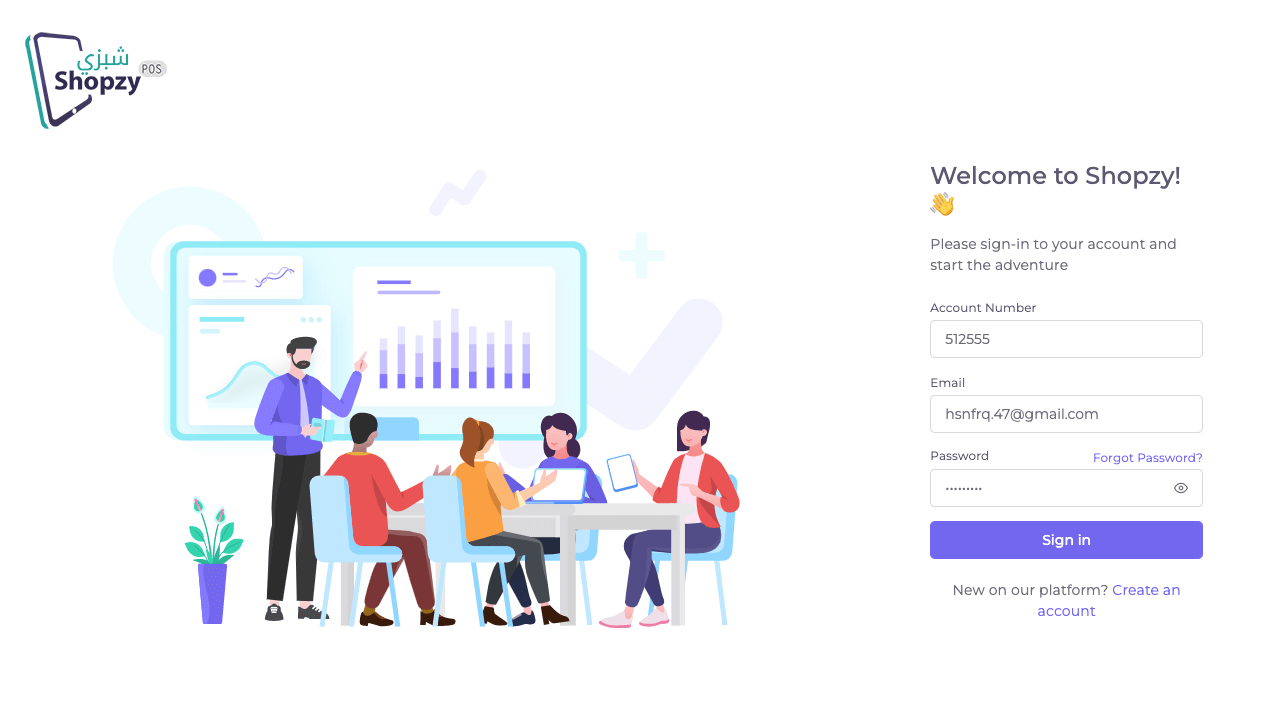 شبزي
Shopzy POS
Welcome to Shopzy!
👋
Please sign-in to your account and
start the adventure
Account Number
512555
Email
hsnfrq.47@gmail.com
Password Forgot Password?
•••••••••
Sign in
New on our platform? Create an
account